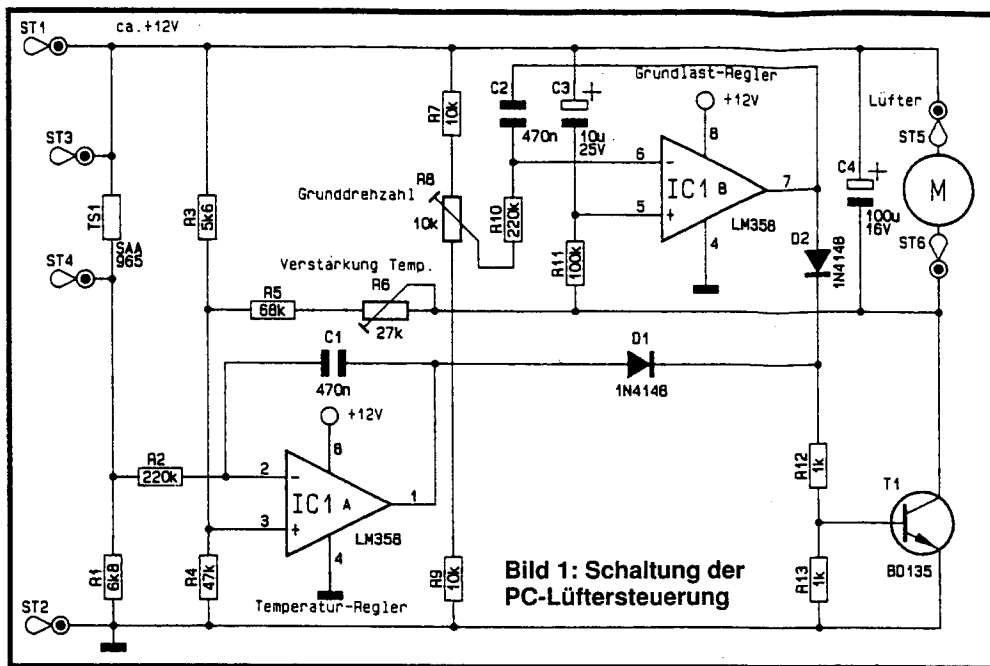 ST1
ca.+12V
ST3
TS1
SAA
965
ST4
R3
5k6
R7
10k
Grunddrehzahl
R8
10k
C2
470n
C3
+
10u
25V
Grundlast-Regler
+12V
8
6
-
IC1 B
7
5
+
LM358
4
R10
220k
R11
100k
D2
1N4148
Lüfter
ST5
M
ST6
C4
+
100u
16V
Verstärkung Temp.
R5
68k
R6
27k
C1
470n
D1
1N4148
+12V
8
R2
220k
2
-
IC1 A
1
3
+
LM358
4
R1
6k8
R4
47k
Temperatur-Regler
R9
10k
R12
1k
R13
1k
T1
BD135
ST2
Bild 1: Schaltung der
PC-Lüftersteuerung